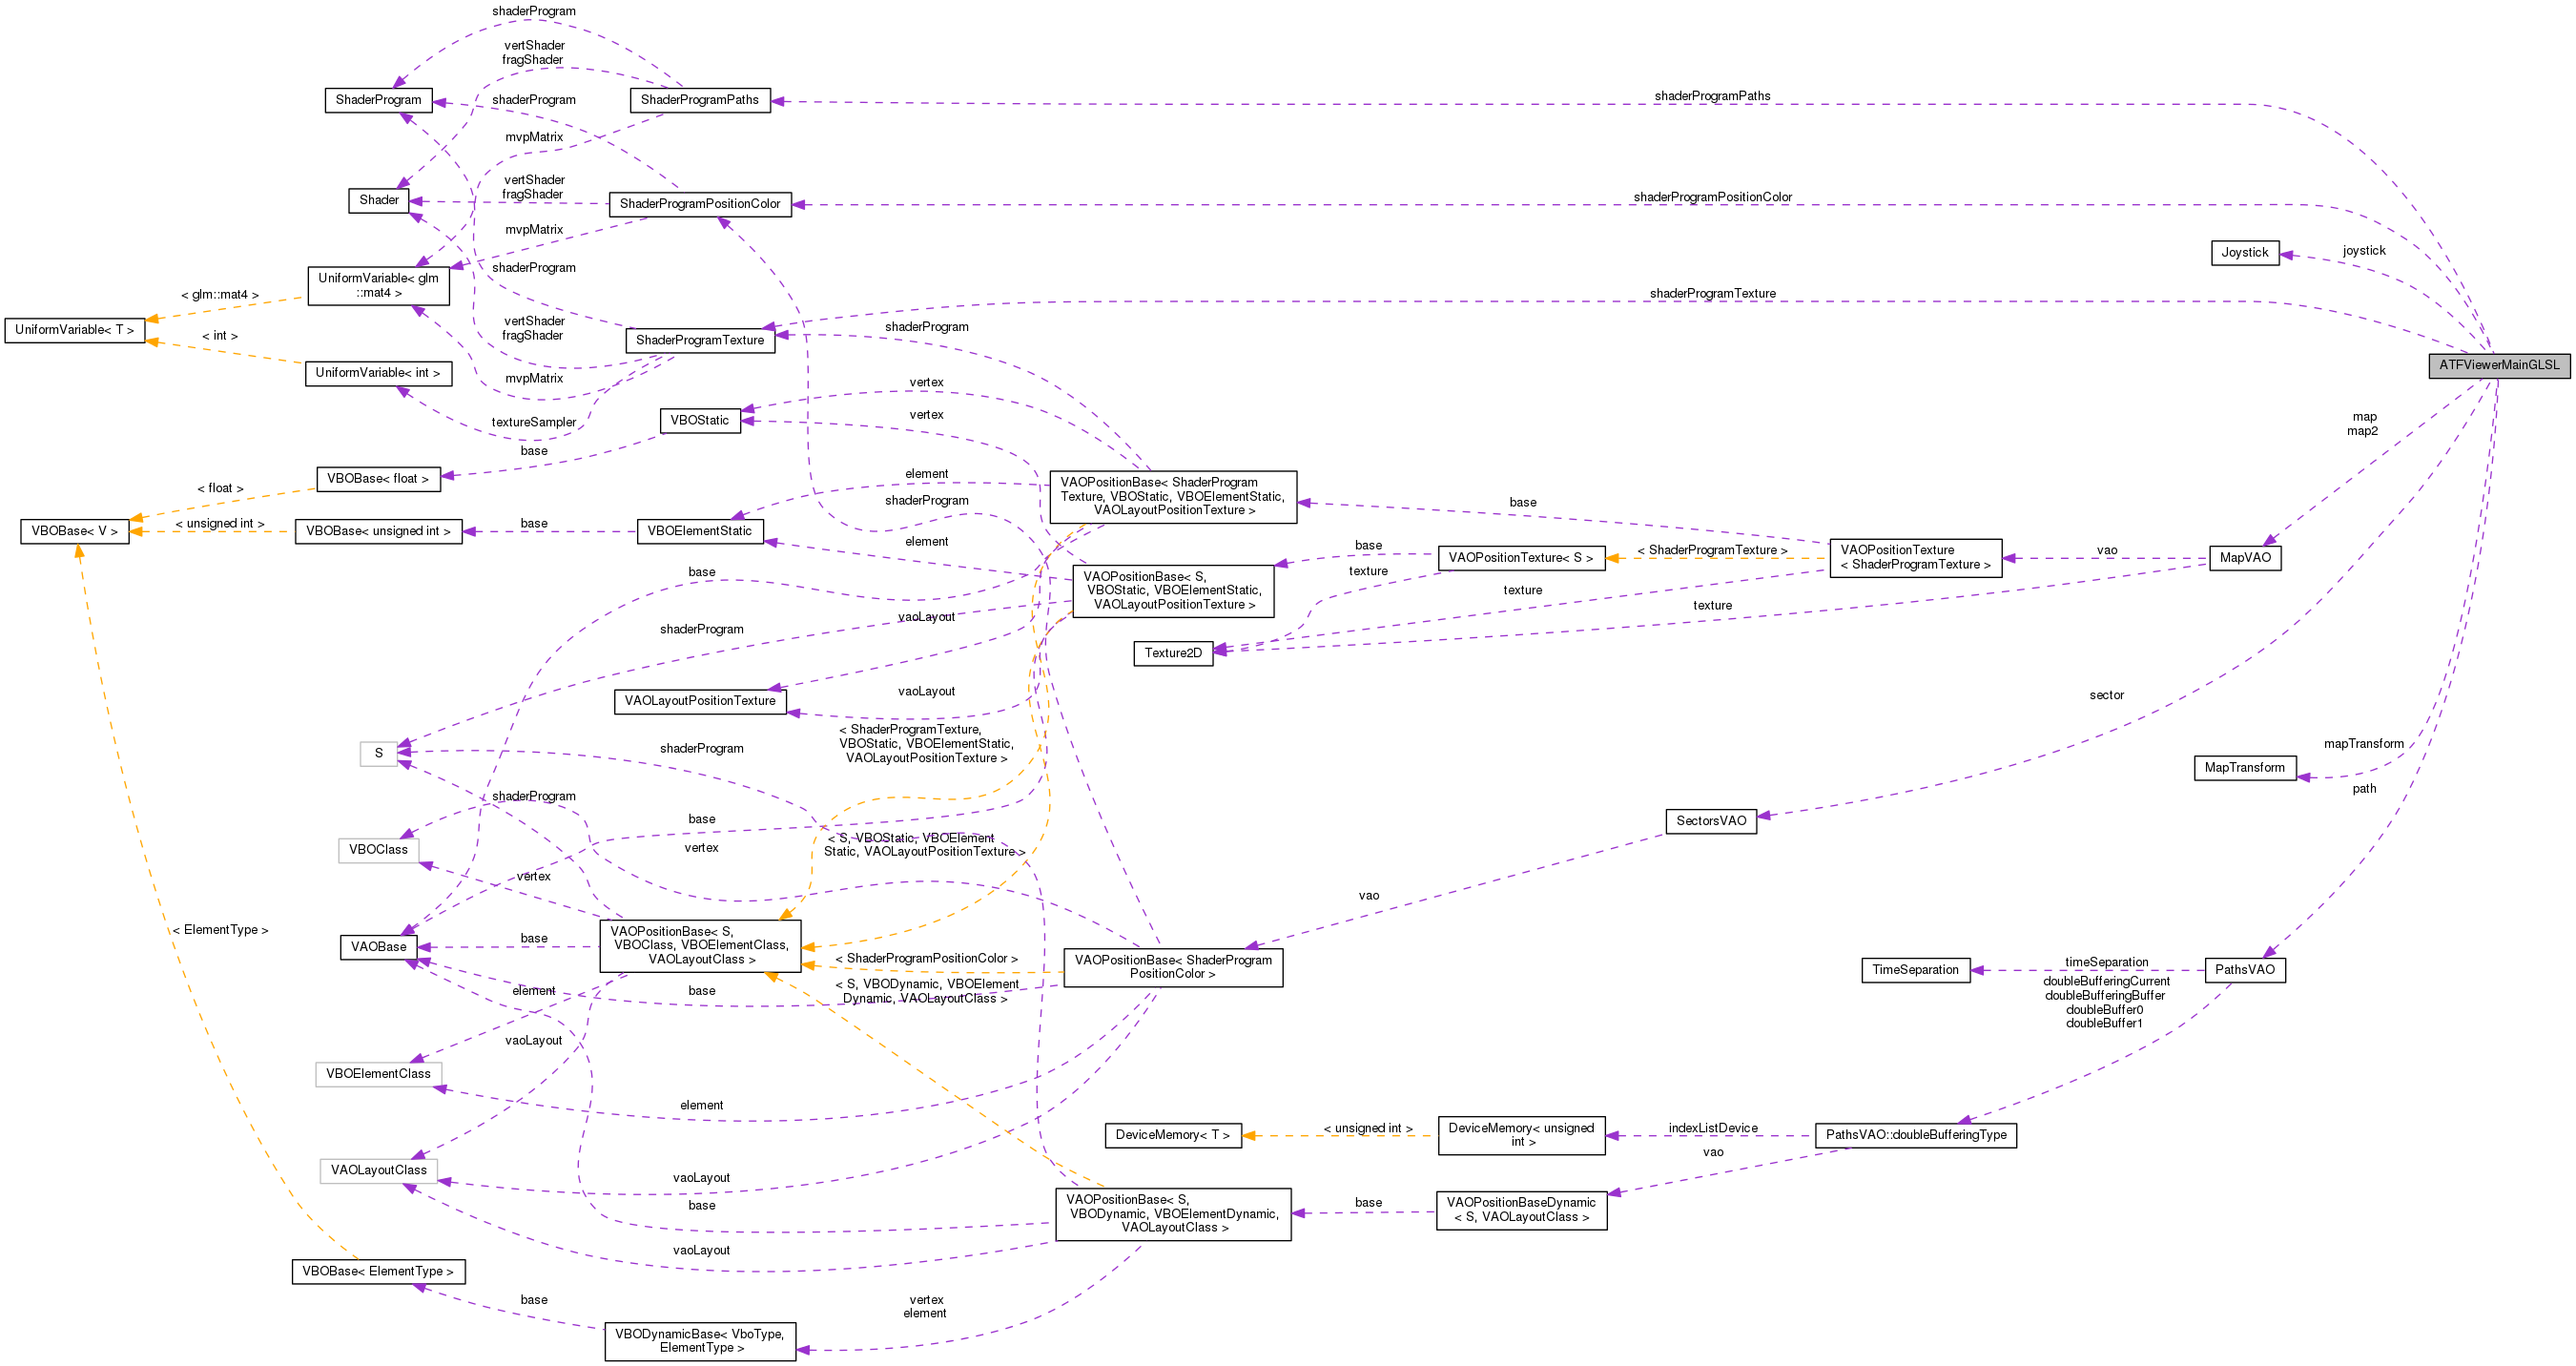 shaderProgram
vertShader
fragShader
ShaderProgram
shaderProgram
ShaderProgramPaths
shaderProgramPaths
mvpMatrix
vertShader
fragShader
Shader
ShaderProgramPositionColor
shaderProgramPositionColor
mvpMatrix
Joystick
joystick
shaderProgram
UniformVariable< glm
::mat4 >
< glm::mat4 >
shaderProgramTexture
UniformVariable< T >
< int >
vertShader
fragShader
ShaderProgramTexture
shaderProgram
ATFViewerMainGLSL
UniformVariable< int >
mvpMatrix
vertex
textureSampler
VBOStatic
vertex
map
map2
base
VBOBase< float >
< float >
element
VAOPositionBase< ShaderProgram
Texture, VBOStatic, VBOElementStatic,
VAOLayoutPositionTexture >
shaderProgram
base
VBOBase< V >
< unsigned int >
VBOBase< unsigned int >
base
VBOElementStatic
element
base
VAOPositionTexture< S >
< ShaderProgramTexture >
VAOPositionTexture
< ShaderProgramTexture >
vao
MapVAO
base
VAOPositionBase< S,
VBOStatic, VBOElementStatic,
VAOLayoutPositionTexture >
texture
texture
texture
shaderProgram
vaoLayout
Texture2D
VAOLayoutPositionTexture
vaoLayout
sector
S
shaderProgram
< ShaderProgramTexture,
VBOStatic, VBOElementStatic,
VAOLayoutPositionTexture >
mapTransform
MapTransform
path
shaderProgram
base
SectorsVAO
VBOClass
vertex
< S, VBOStatic, VBOElement
Static, VAOLayoutPositionTexture >
vertex
vao
< ElementType >
VAOBase
base
VAOPositionBase< S,
VBOClass, VBOElementClass,
VAOLayoutClass >
< ShaderProgramPositionColor >
VAOPositionBase< ShaderProgram
PositionColor >
TimeSeparation
timeSeparation
PathsVAO
element
base
< S, VBODynamic, VBOElement
Dynamic, VAOLayoutClass >
doubleBufferingCurrent
doubleBufferingBuffer
doubleBuffer0
doubleBuffer1
vaoLayout
VBOElementClass
element
DeviceMemory< T >
< unsigned int >
DeviceMemory< unsigned
int >
indexListDevice
PathsVAO::doubleBufferingType
vao
VAOLayoutClass
vaoLayout
base
VAOPositionBase< S,
VBODynamic, VBOElementDynamic,
VAOLayoutClass >
base
VAOPositionBaseDynamic
< S, VAOLayoutClass >
vaoLayout
VBOBase< ElementType >
base
vertex
element
VBODynamicBase< VboType,
ElementType >